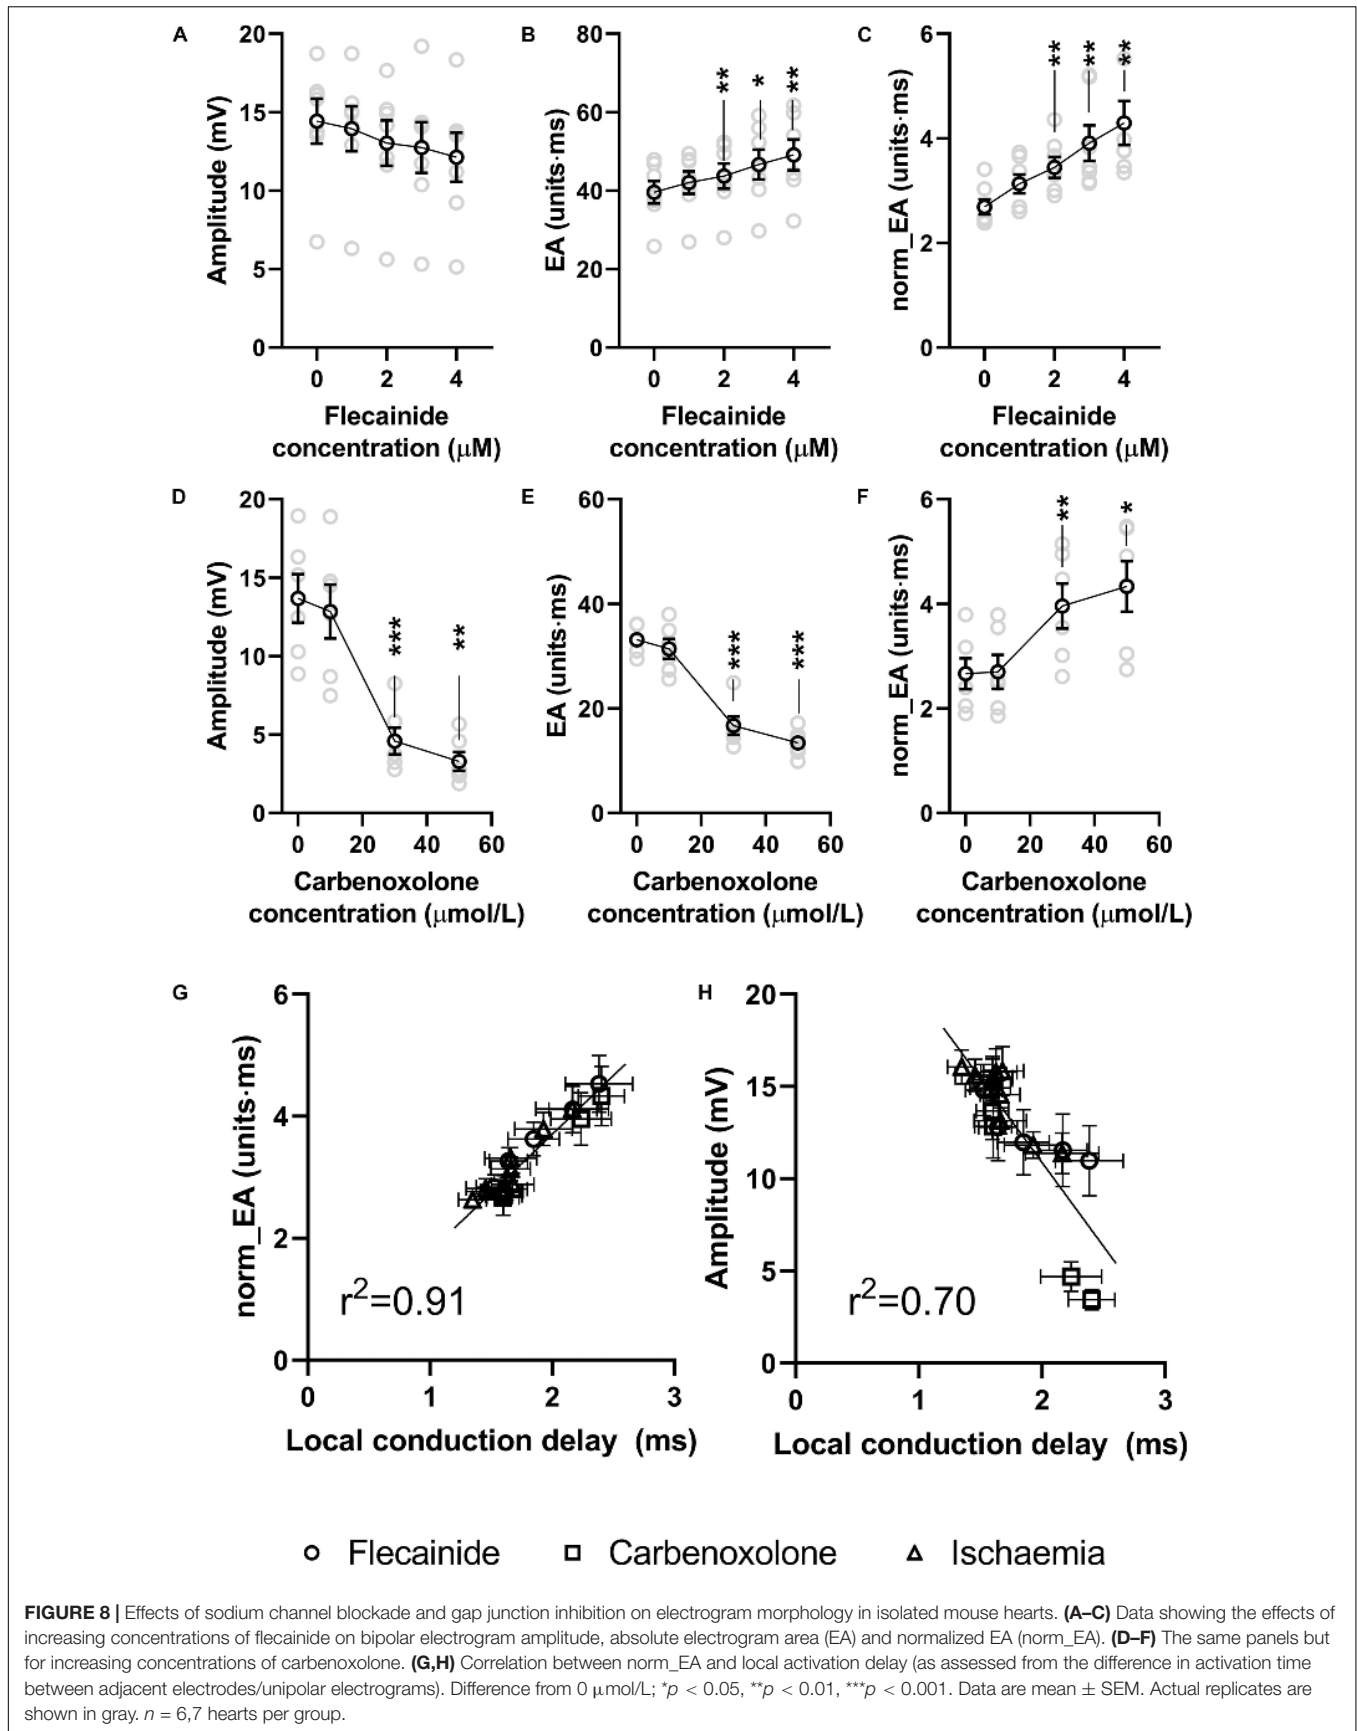 A
20
15
10
5
0
Amplitude (mV)
0 2 4
Flecainide
concentration (μM)
B
80
60
40
20
0
EA (units·ms)
** * **
0 2 4
Flecainide
concentration (μM)
C
6
4
2
0
norm_EA (units·ms)
** ** **
0 2 4
Flecainide
concentration (μM)
D
20
15
10
5
0
Amplitude (mV)
*** **
0 20 40 60
Carbenoxolone
concentration (μmol/L)
E
60
40
20
0
EA (units·ms)
*** ***
0 20 40 60
Carbenoxolone
concentration (μmol/L)
F
6
4
2
0
norm_EA (units·ms)
** *
0 20 40 60
Carbenoxolone
concentration (μmol/L)
G
6
4
2
0
norm_EA (units·ms)
r²=0.91
0 1 2 3
Local conduction delay (ms)
H
20
15
10
5
0
Amplitude (mV)
r²=0.70
0 1 2 3
Local conduction delay (ms)
Flecainide Carbenoxolone Ischaemia
FIGURE 8 | Effects of sodium channel blockade and gap junction inhibition on electrogram morphology in isolated mouse hearts. (A–C) Data showing the effects of
increasing concentrations of flecainide on bipolar electrogram amplitude, absolute electrogram area (EA) and normalized EA (norm_EA). (D–F) The same panels but
for increasing concentrations of carbenoxolone. (G,H) Correlation between norm_EA and local activation delay (as assessed from the difference in activation time
between adjacent electrodes/unipolar electrograms). Difference from 0 μmol/L; *p < 0.05, **p < 0.01, ***p < 0.001. Data are mean ± SEM. Actual replicates are
shown in gray. n = 6,7 hearts per group.